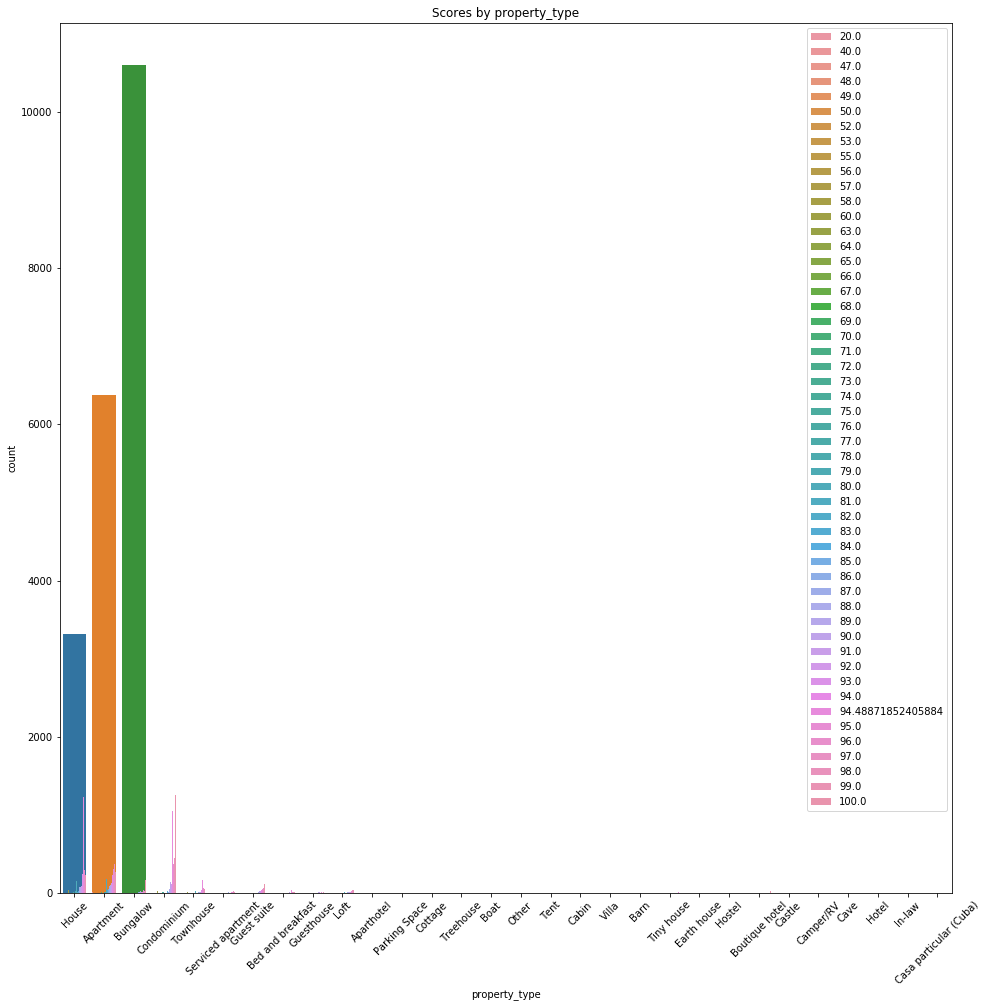 Scores by property_type
20.0
40.0
47.0
48.0
49.0
50.0
52.0
53.0
55.0
56.0
57.0
58.0
60.0
63.0
64.0
65.0
66.0
67.0
68.0
69.0
70.0
71.0
72.0
73.0
74.0
75.0
76.0
77.0
78.0
79.0
80.0
81.0
82.0
83.0
84.0
85.0
86.0
87.0
88.0
89.0
90.0
91.0
92.0
93.0
94.0
94.48871852405884
95.0
96.0
97.0
98.0
99.0
100.0
10000
8000
6000
4000
2000
0
count
House
Apartment
Bungalow
Condominium
Townhouse
Serviced apartment
Guest suite
Bed and breakfast
Guesthouse
Loft
Aparthotel
Parking Space
Cottage
Treehouse
Boat
Other
Tent
Cabin
Villa
Barn
Tiny house
Earth house
Hostel
Boutique hotel
Castle
Camper/RV
Cave
Hotel
In-law
Casa particular (Cuba)
property_type